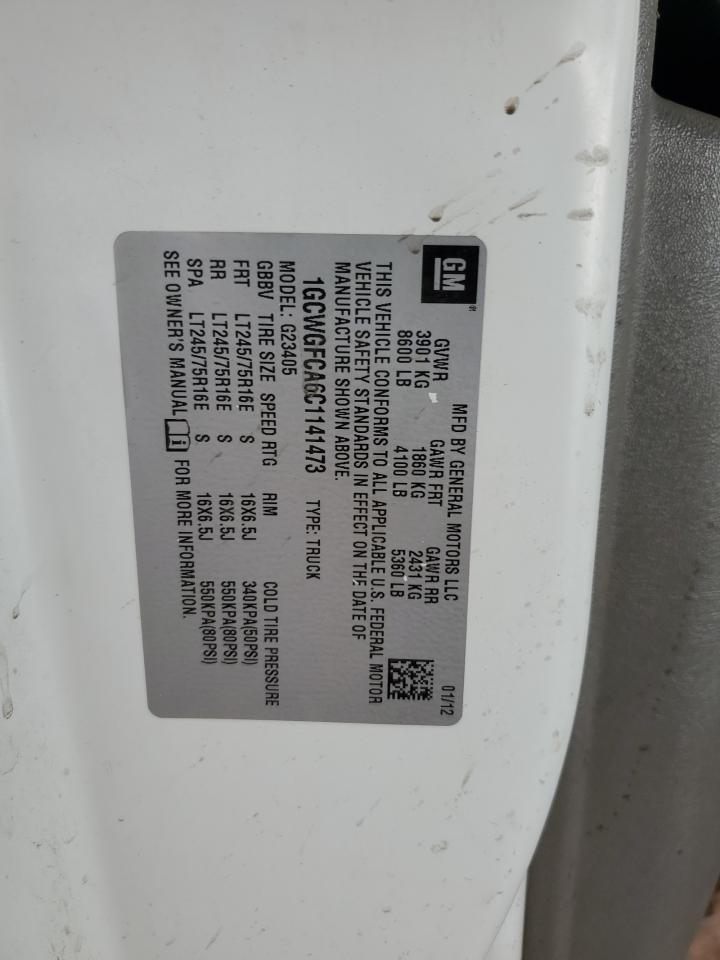 GM
MFD BY GENERAL MOTORS LLC 01/12
GVWR GAWR FRT GAWR RR
3901 KG 1860 KG 2431 KG
8600 LB 4100 LB 5360 LB
THIS VEHICLE CONFORMS TO ALL APPLICABLE U.S. FEDERAL MOTOR
VEHICLE SAFETY STANDARDS IN EFFECT ON THE DATE OF
MANUFACTURE SHOWN ABOVE.
1GCWGFCA6C1141473 TYPE: TRUCK
MODEL: G23405
GBBV TIRE SIZE SPEED RTG RIM COLD TIRE PRESSURE
FRT LT245/75R16E S 16X6.5J 340KPA(50PSI)
RR LT245/75R16E S 16X6.5J 550KPA(80PSI)
SPA LT245/75R16E S 16X6.5J 550KPA(80PSI)
SEE OWNER'S MANUAL FOR MORE INFORMATION.